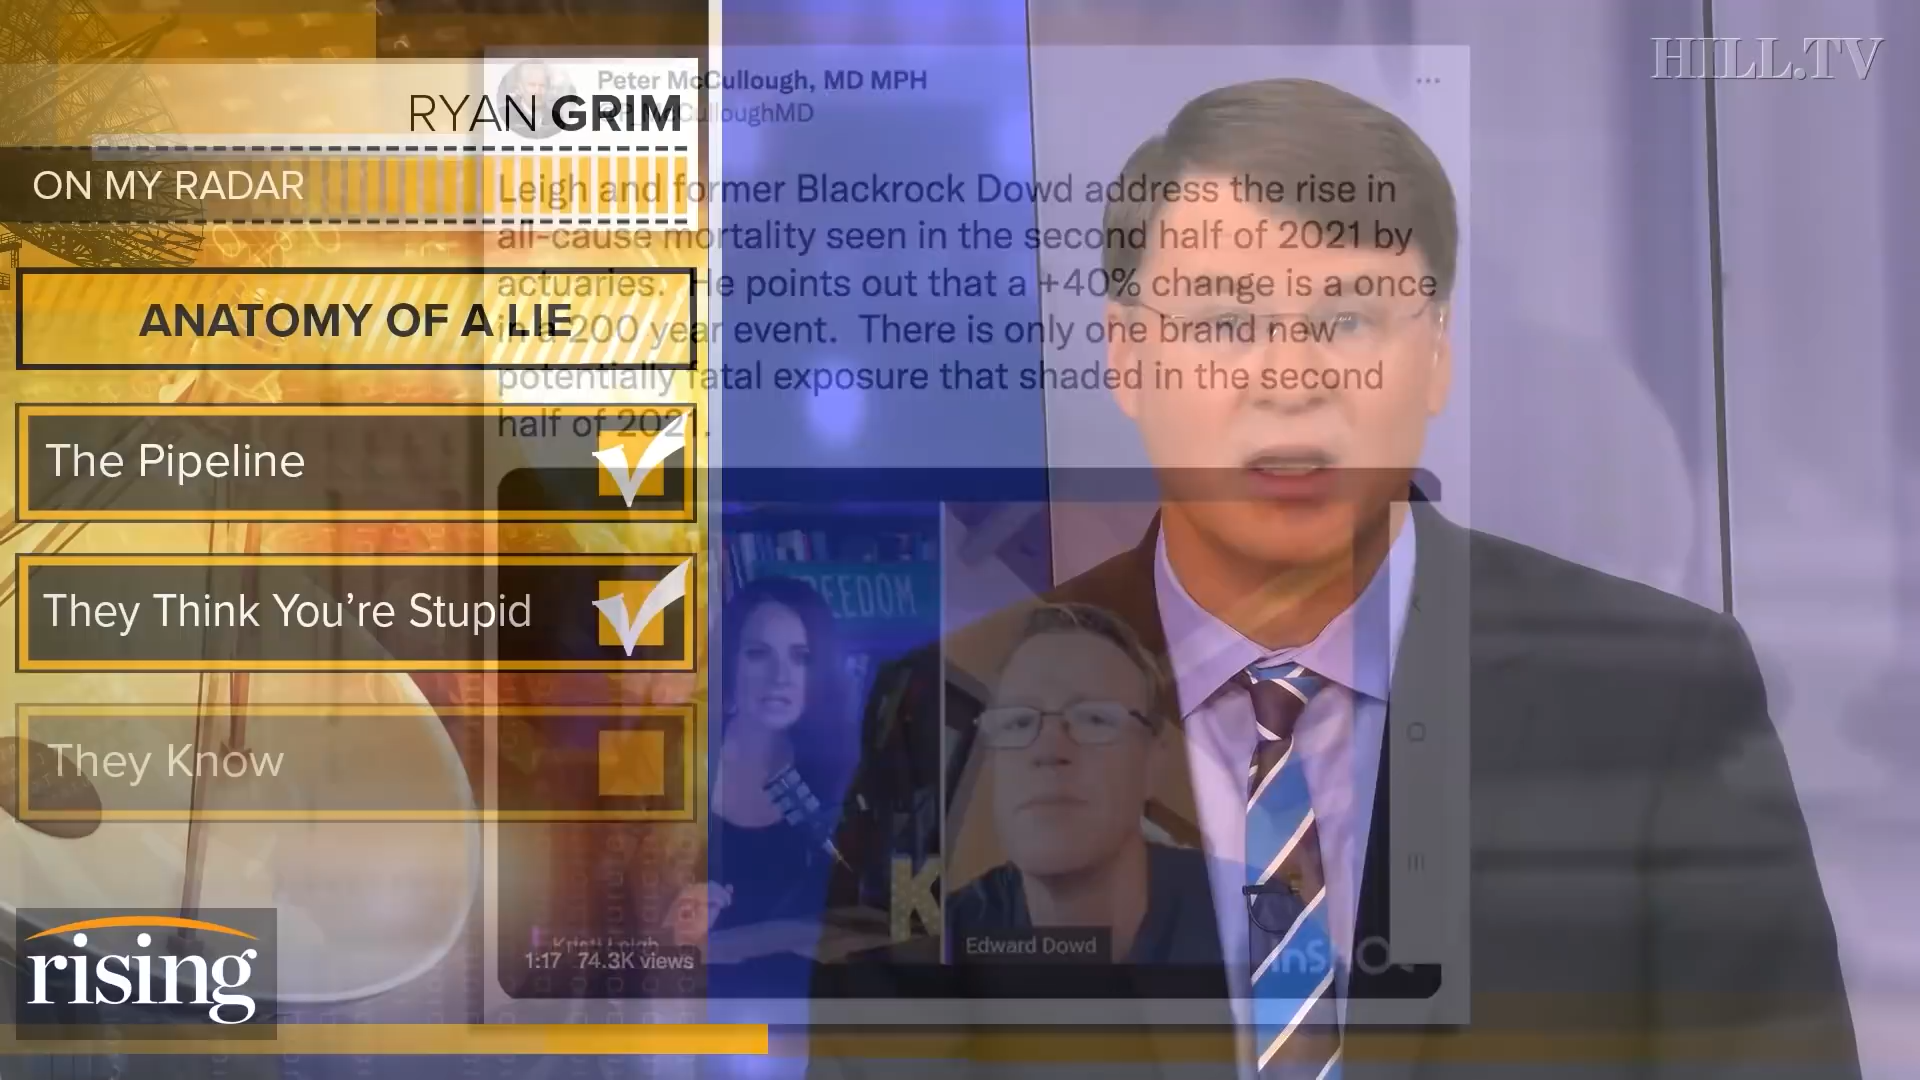 HILL.TV
RYAN GRIM
ON MY RADAR
ANATOMY OF A LIE
The Pipeline
They Think You're Stupid
They Know
rising
Peter McCullough, MD MPH
Leigh and former Blackrock Dowd address the rise in
all-cause mortality seen in the second half of 2021 by
actuaries. He points out that a +40% change is a once
in a 200 year event. There is only one brand new
potentially fatal exposure that shaded in the second
half of 2021.
FREEDOM
K
Kristi Leigh
1:17 74.3K views
Edward Dowd